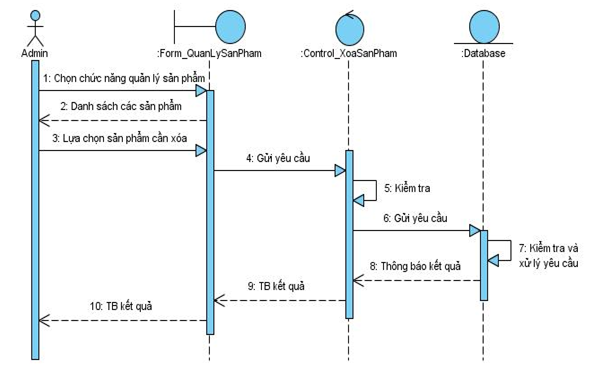 Admin
:Form_QuanLySanPham
:Control_XoaSanPham
:Database
1: Chọn chức năng quản lý sản phẩm
2: Danh sách các sản phẩm
3: Lựa chọn sản phẩm cần xóa
4: Gửi yêu cầu
5: Kiểm tra
6: Gửi yêu cầu
7: Kiểm tra và
xử lý yêu cầu
8: Thông báo kết quả
9: TB kết quả
10: TB kết quả